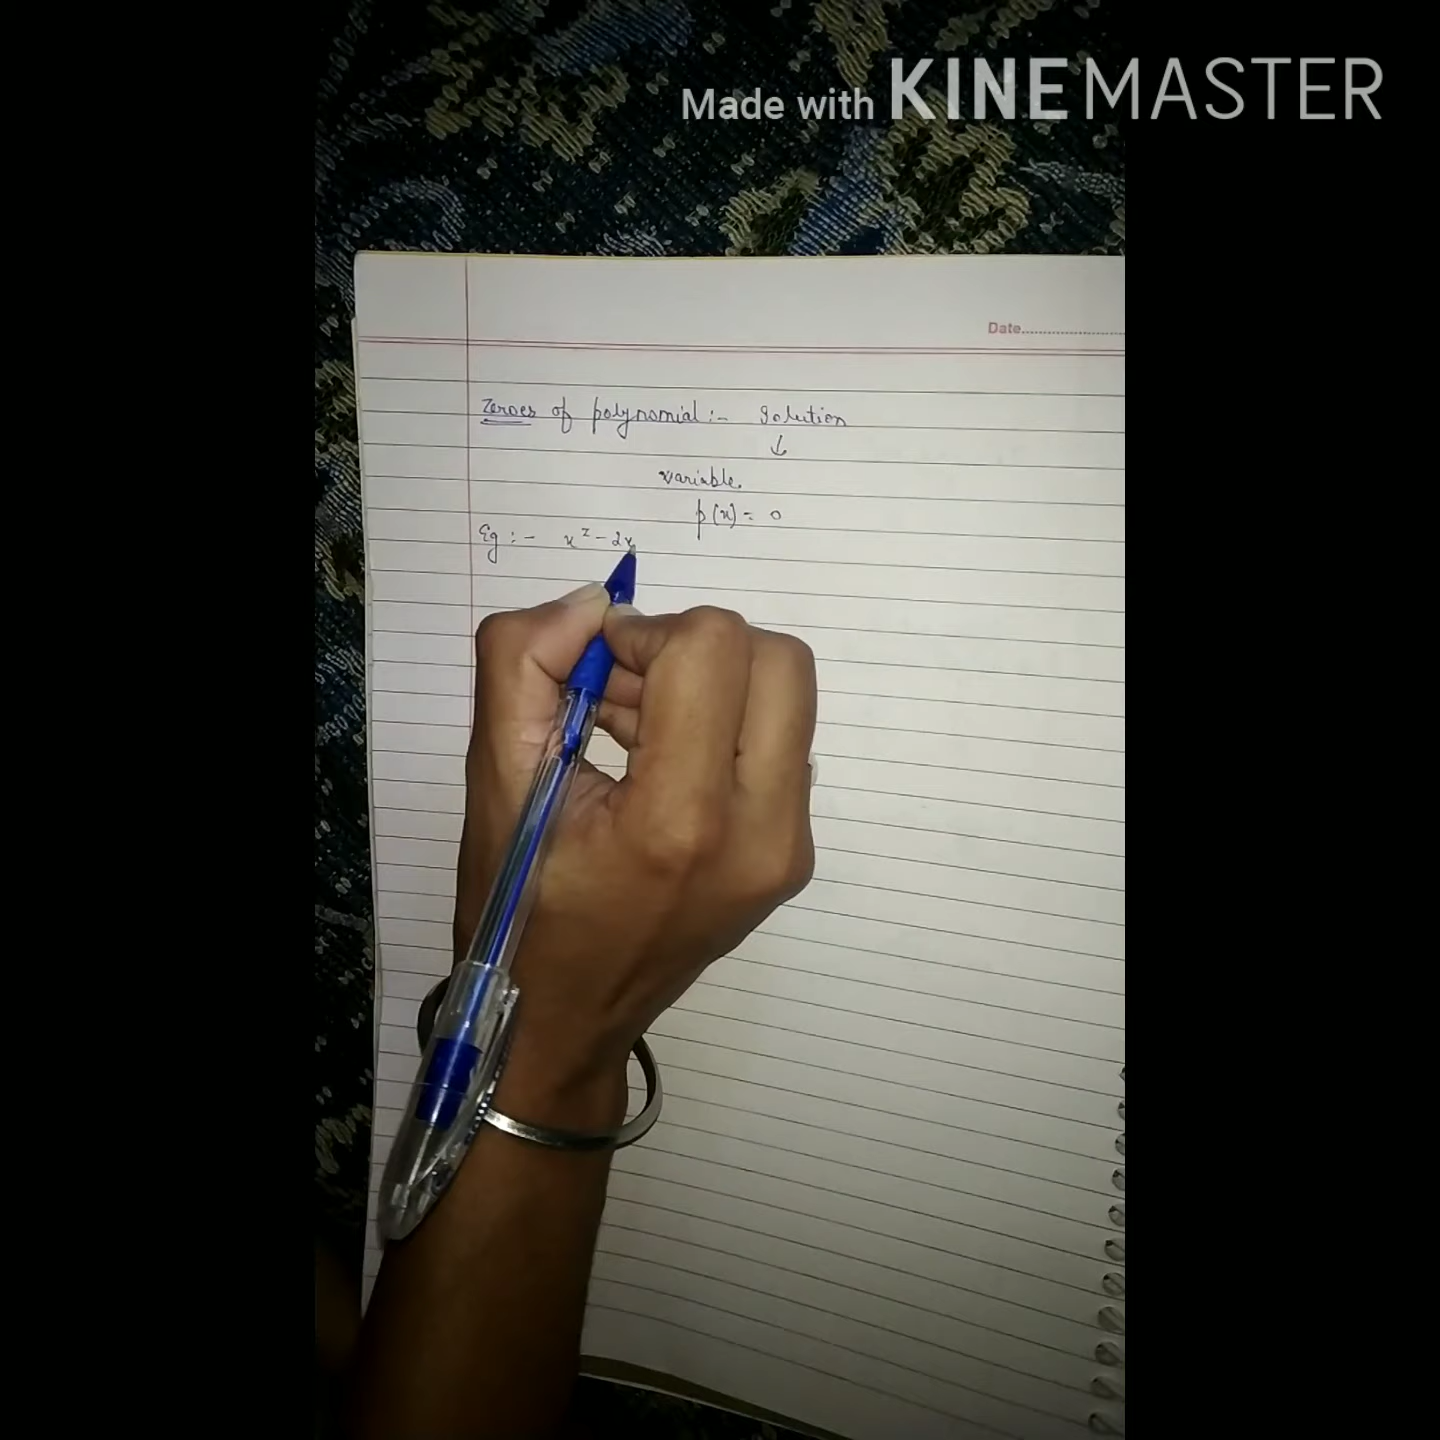 Made with KINEMASTER
Date
Zeroes of polynomial :- Solution
↓
variable
p(x) = 0
Eg :- x² - 2x